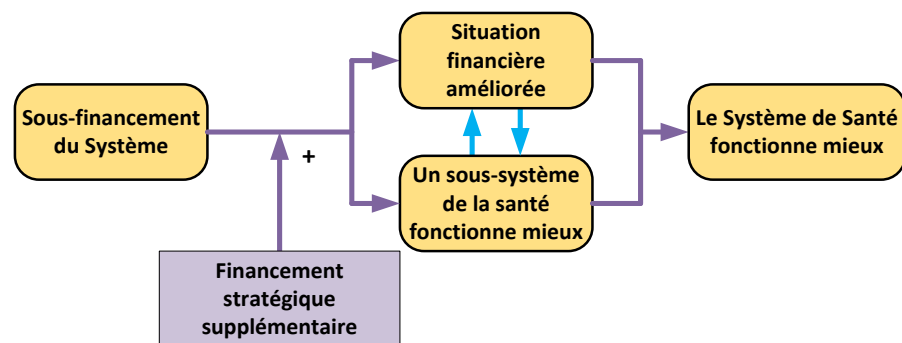 Sous-financement
du Système
+
Financement
stratégique
supplémentaire
Situation
financière
améliorée
Un sous-système
de la santé
fonctionne mieux
Le Système de Santé
fonctionne mieux